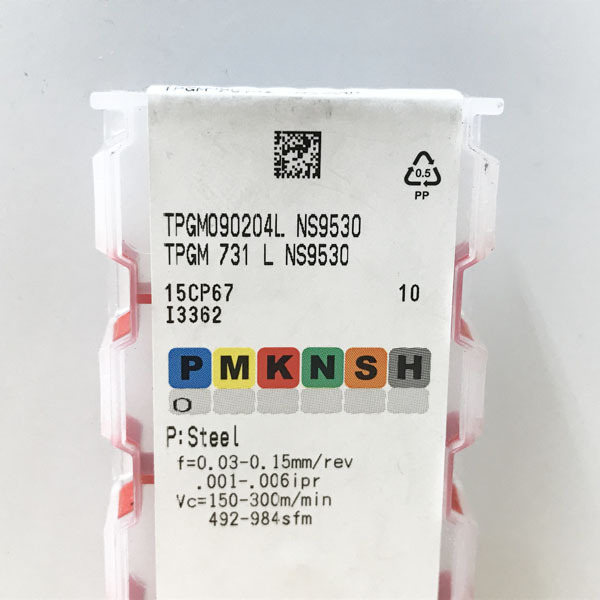 0.5
PP
TPGM090204L NS9530
TPGM 731 L NS9530
15CP67 10
I3362
P M K N S H
O
P:Steel
f=0.03-0.15mm/rev
.001-.006ipr
Vc=150-300m/min
492-984sfm